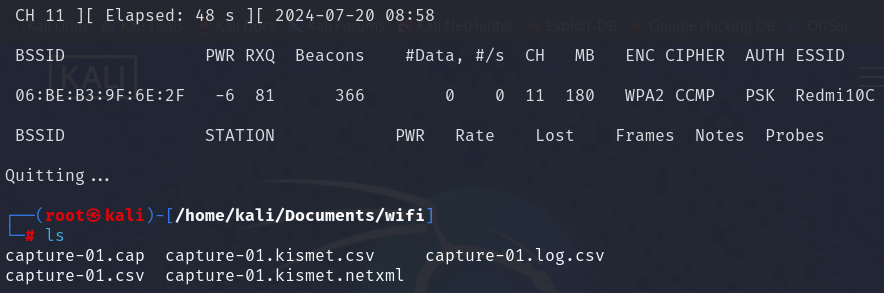 CH 11 ][ Elapsed: 48 s ][ 2024-07-20 08:58
BSSID PWR RXQ Beacons #Data, #/s CH MB ENC CIPHER AUTH ESSID
06:BE:B3:9F:6E:2F -6 81 366 0 0 11 180 WPA2 CCMP PSK Redmi10C
BSSID STATION PWR Rate Lost Frames Notes Probes
Quitting...
┌──(root㉿kali)-[/home/kali/Documents/wifi]
└─# ls
capture-01.cap capture-01.kismet.csv capture-01.log.csv
capture-01.csv capture-01.kismet.netxml